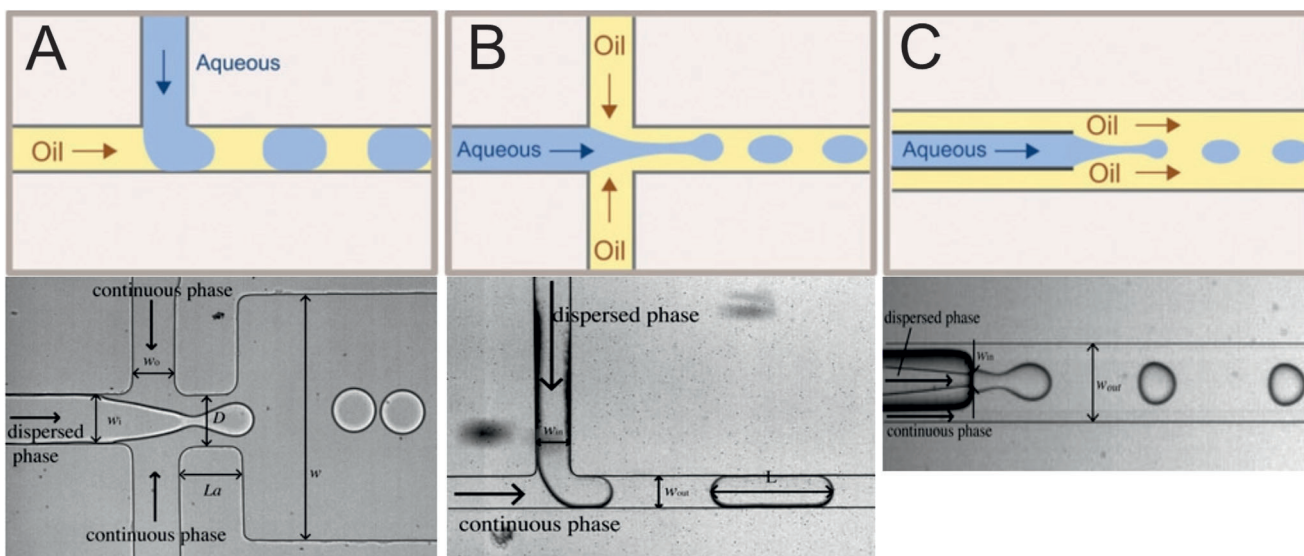 A
Aqueous
Oil
B
Oil
Aqueous
Oil
C
Oil
Aqueous
Oil
continuous phase
wo
wi
D
dispersed
phase
La
w
continuous phase
dispersed phase
win
wout
L
continuous phase
dispersed phase
win
wout
continuous phase